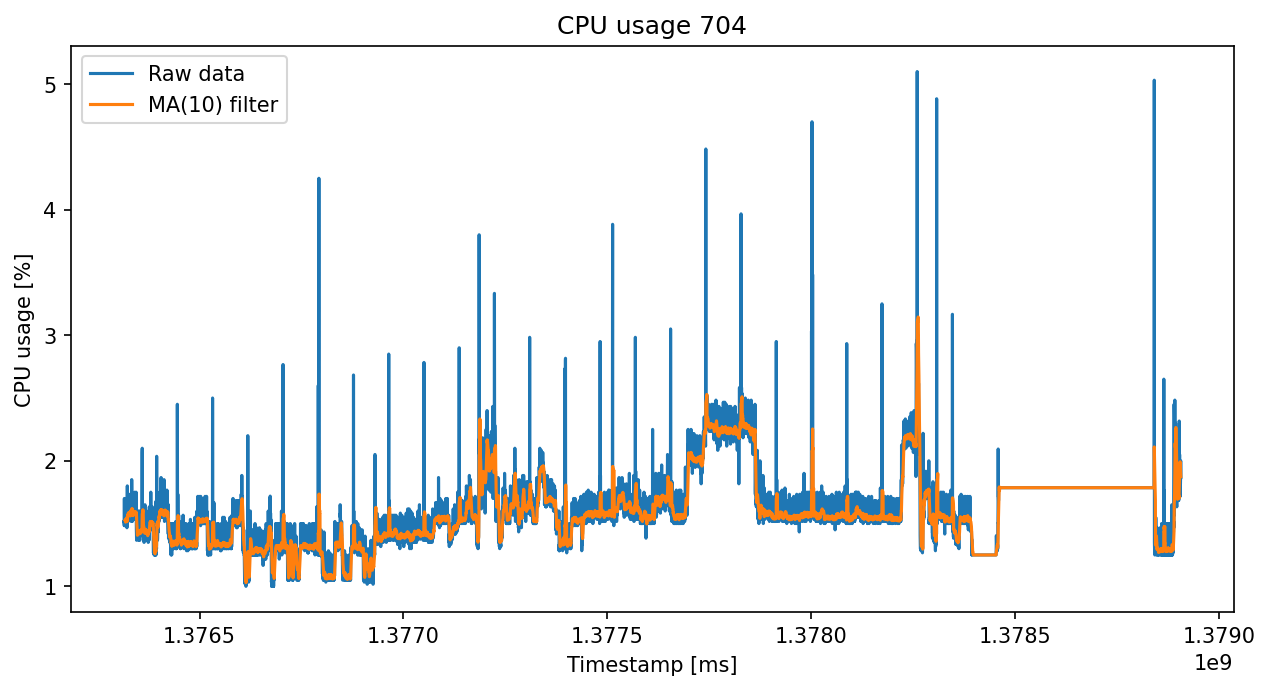 CPU usage 704
Raw data
MA(10) filter
CPU usage [%]
5
4
3
2
1
1.3765 1.3770 1.3775 1.3780 1.3785 1.3790
1e9
Timestamp [ms]